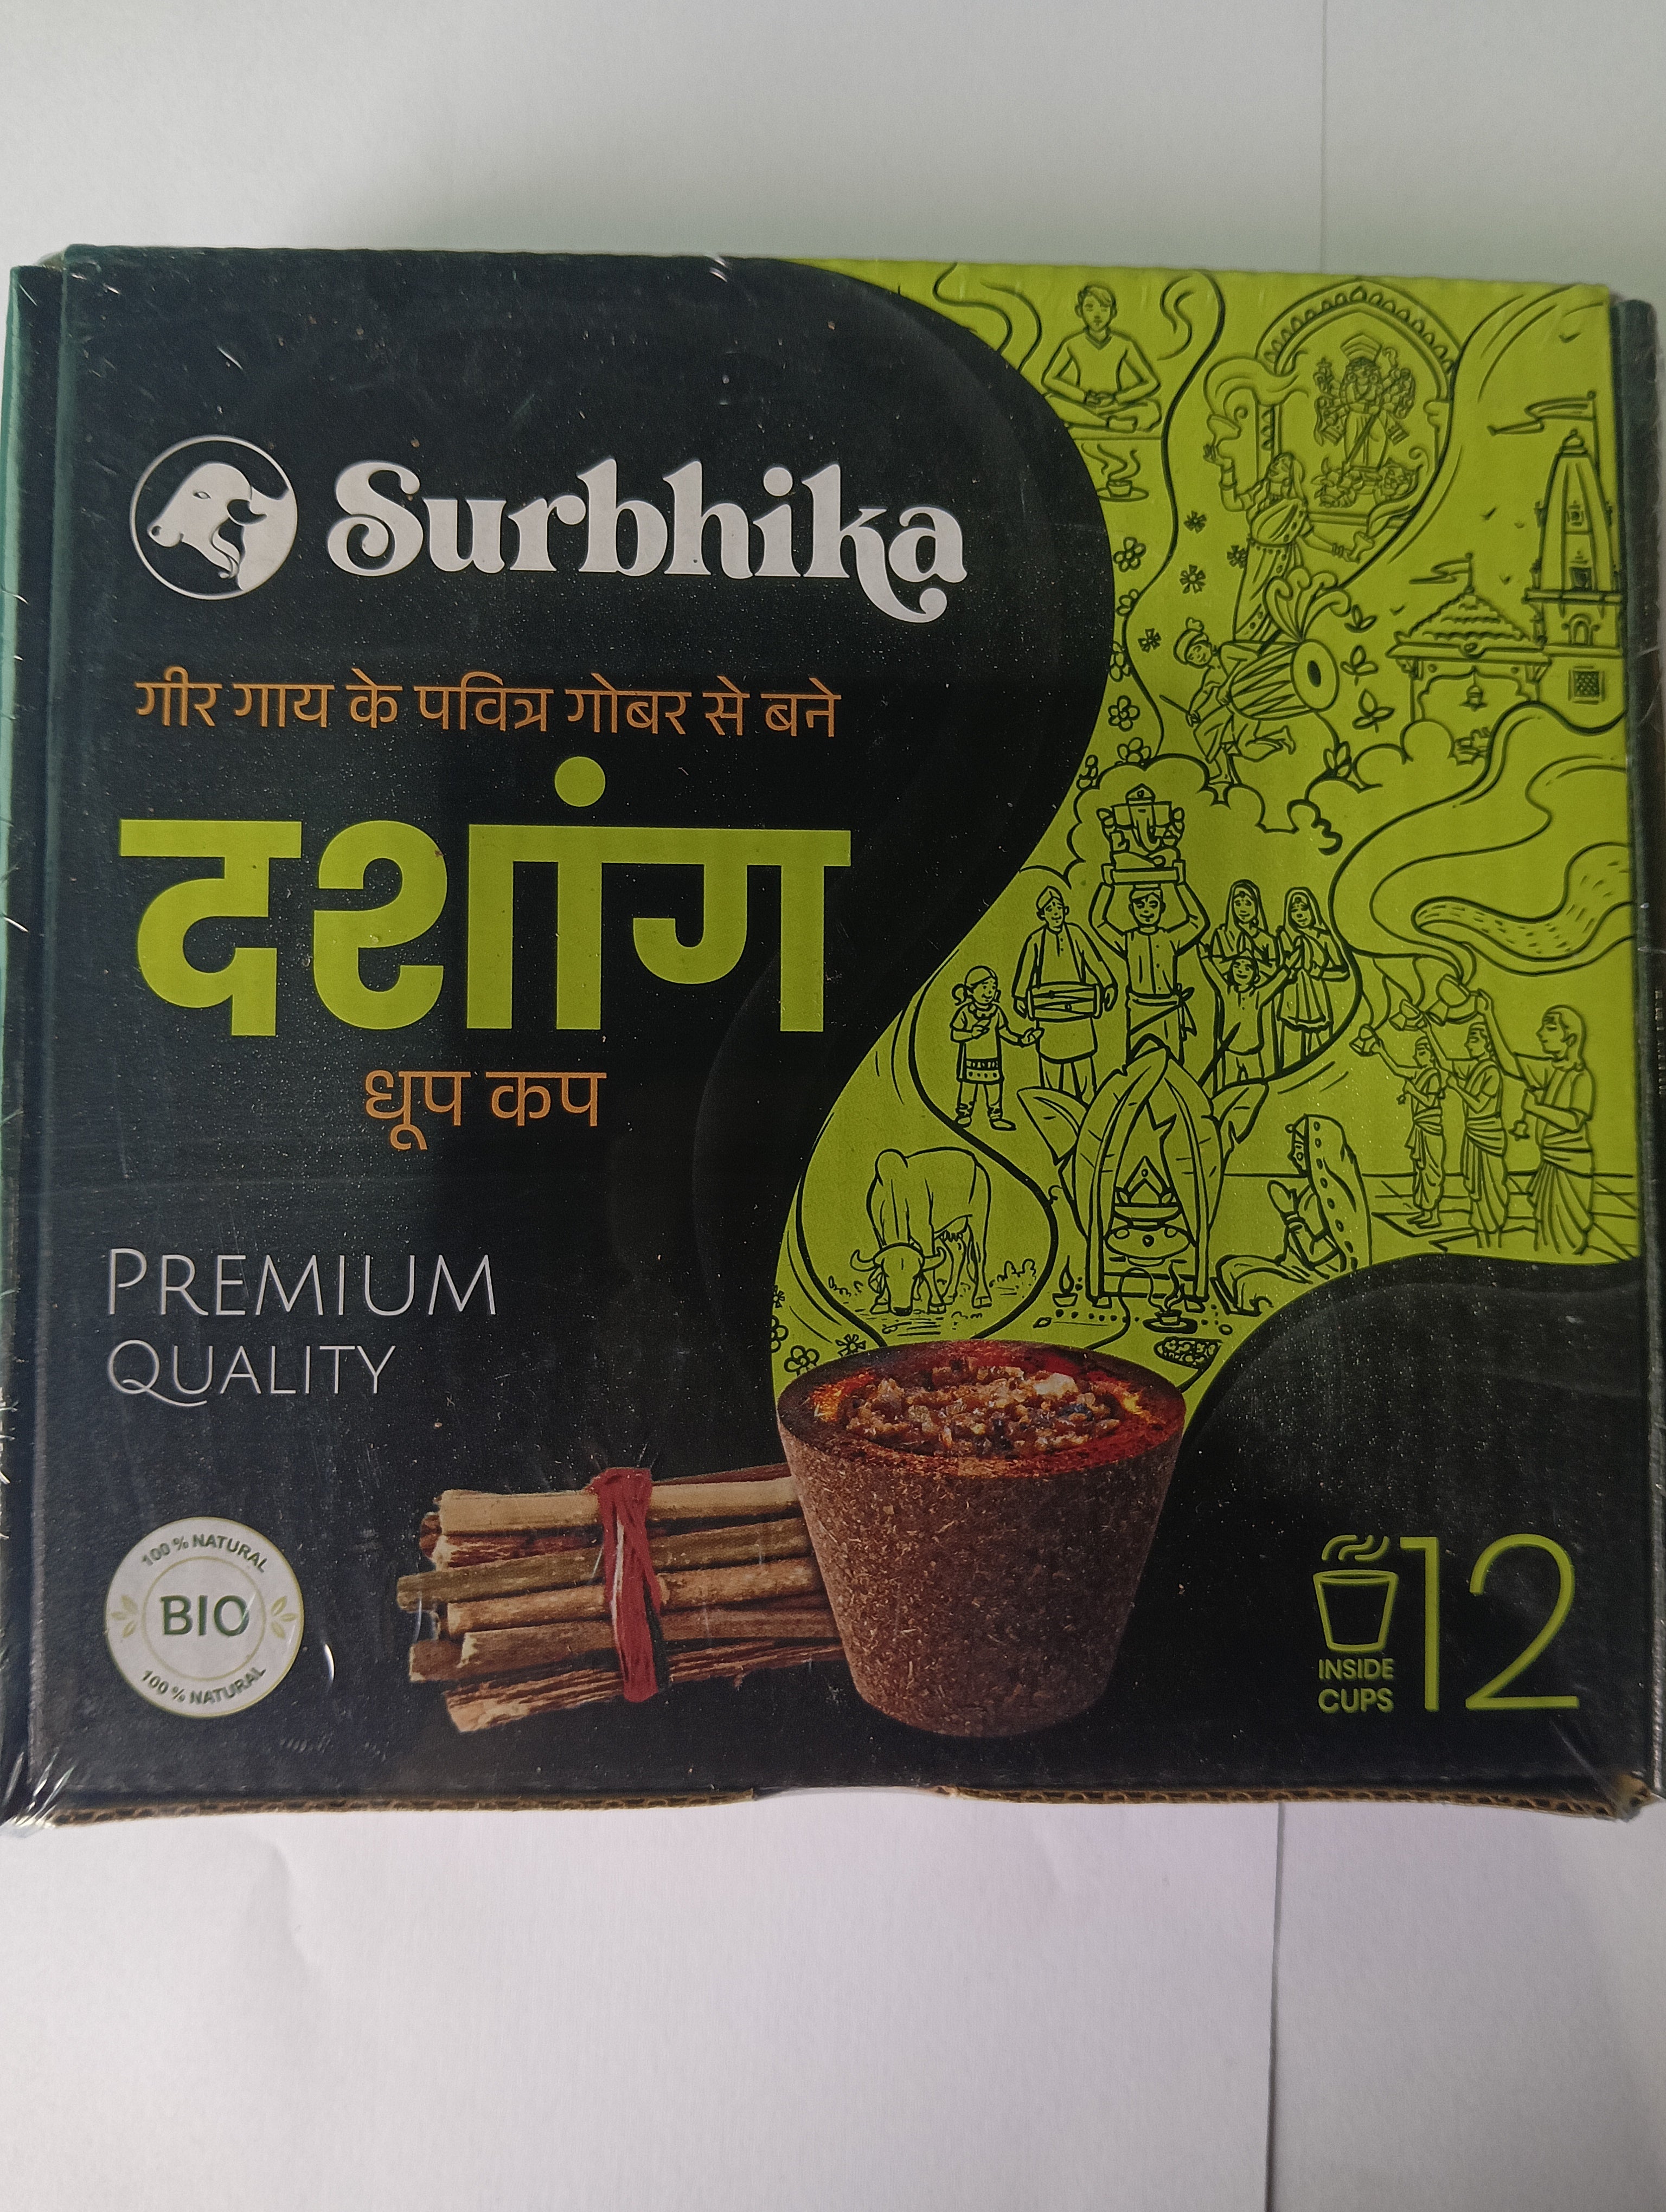 Surbhika
गीर गाय के पवित्र गोबर से बने
दशांग
धूप कप
PREMIUM
QUALITY
100 % NATURAL
BIO
100 % NATURAL
12
INSIDE
CUPS